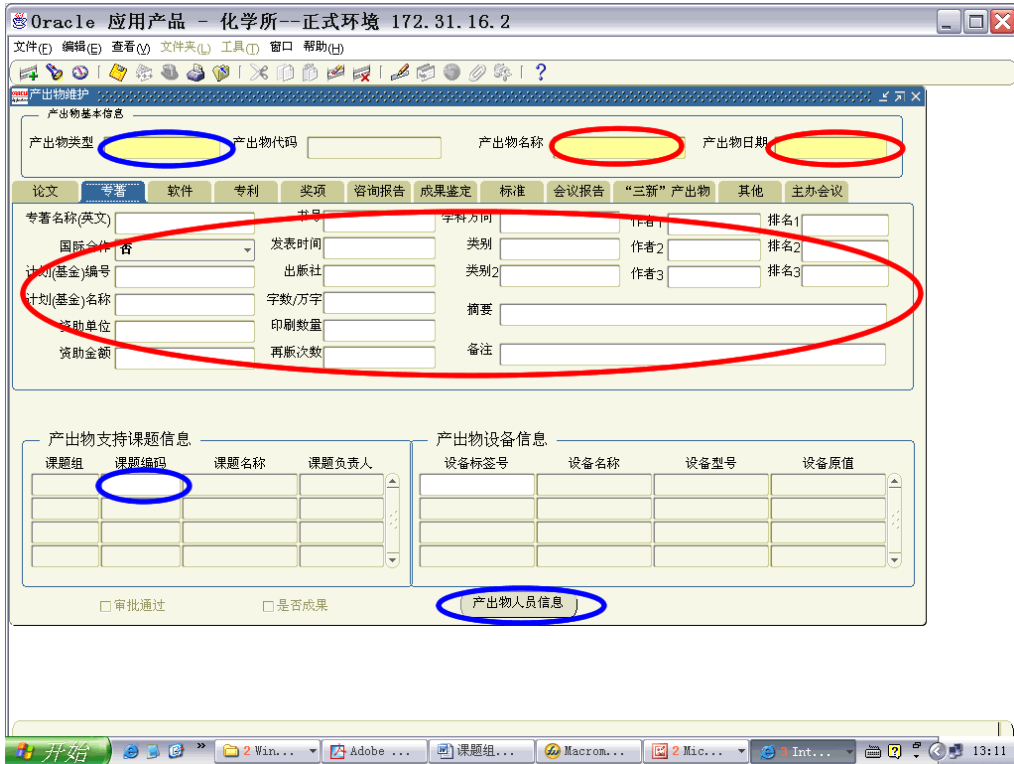 Oracle 应用产品 - 化学所--正式环境 172.31.16.2
文件(F) 编辑(E) 查看(V) 文件夹(L) 工具(T) 窗口 帮助(H)
产出物维护
产出物基本信息
产出物类型 产出物代码 产出物名称 产出物日期
论文 专著 软件 专利 奖项 咨询报告 成果鉴定 标准 会议报告 “三新”产出物 其他 主办会议
专著名称(英文) 书号 学科方向 作者1 排名1
国际合作 否 发表时间 类别 作者2 排名2
计划(基金)编号 出版社 类别2 作者3 排名3
计划(基金)名称 字数/万字 摘要
资助单位 印刷数量
资助金额 再版次数 备注
产出物支持课题信息 产出物设备信息
课题组 课题编码 课题名称 课题负责人 设备标签号 设备名称 设备型号 设备原值
审批通过 是否成果 产出物人员信息
开始 » 2 Win... Adobe ... 课题组... Macrom... 2 Mic... Int... 13:11